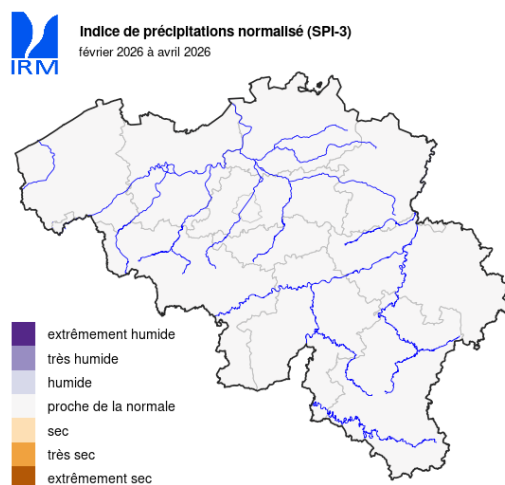 Indice de précipitations normalisé (SPI-3)
février 2026 à avril 2026
IRM
extrêmement humide
très humide
humide
proche de la normale
sec
très sec
extrêmement sec